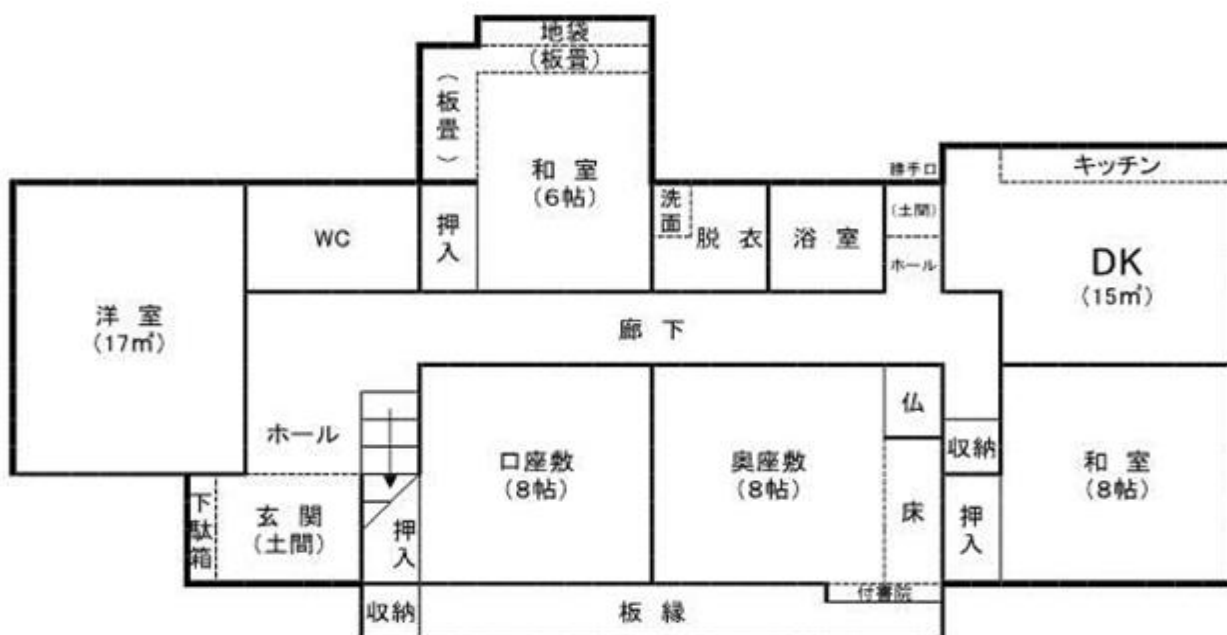 地袋
(板畳)
(板畳)
和室
(6帖)
押入
WC
洋室
(17㎡)
洗面
脱衣
浴室
勝手口
(土間)
ホール
キッチン
DK
(15㎡)
廊下
ホール
口座敷
(8帖)
奥座敷
(8帖)
仏
床
収納
押入
和室
(8帖)
下駄箱
玄関
(土間)
押入
収納
板縁
付書院